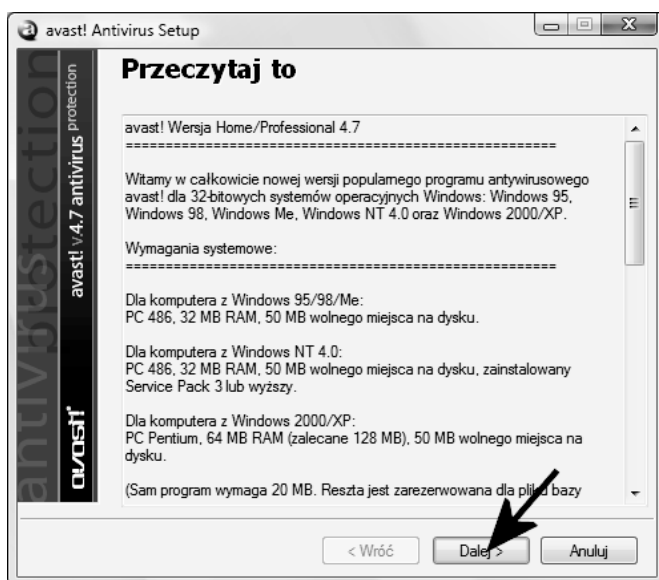 avast! Antivirus Setup
Przeczytaj to
avast! Wersja Home/Professional 4.7
=======================================================
Witamy w całkowicie nowej wersji popularnego programu antywirusowego
avast! dla 32-bitowych systemów operacyjnych Windows: Windows 95,
Windows 98, Windows Me, Windows NT 4.0 oraz Windows 2000/XP.
Wymagania systemowe:
=======================================================
Dla komputera z Windows 95/98/Me:
PC 486, 32 MB RAM, 50 MB wolnego miejsca na dysku.
Dla komputera z Windows NT 4.0:
PC 486, 32 MB RAM, 50 MB wolnego miejsca na dysku, zainstalowany
Service Pack 3 lub wyższy.
Dla komputera z Windows 2000/XP:
PC Pentium, 64 MB RAM (zalecane 128 MB), 50 MB wolnego miejsca na
dysku.
(Sam program wymaga 20 MB. Reszta jest zarezerwowana dla bazy
avast! v.4.7 antivirus protection
avast!
antivirus
< Wróć
Dalej >
Anuluj